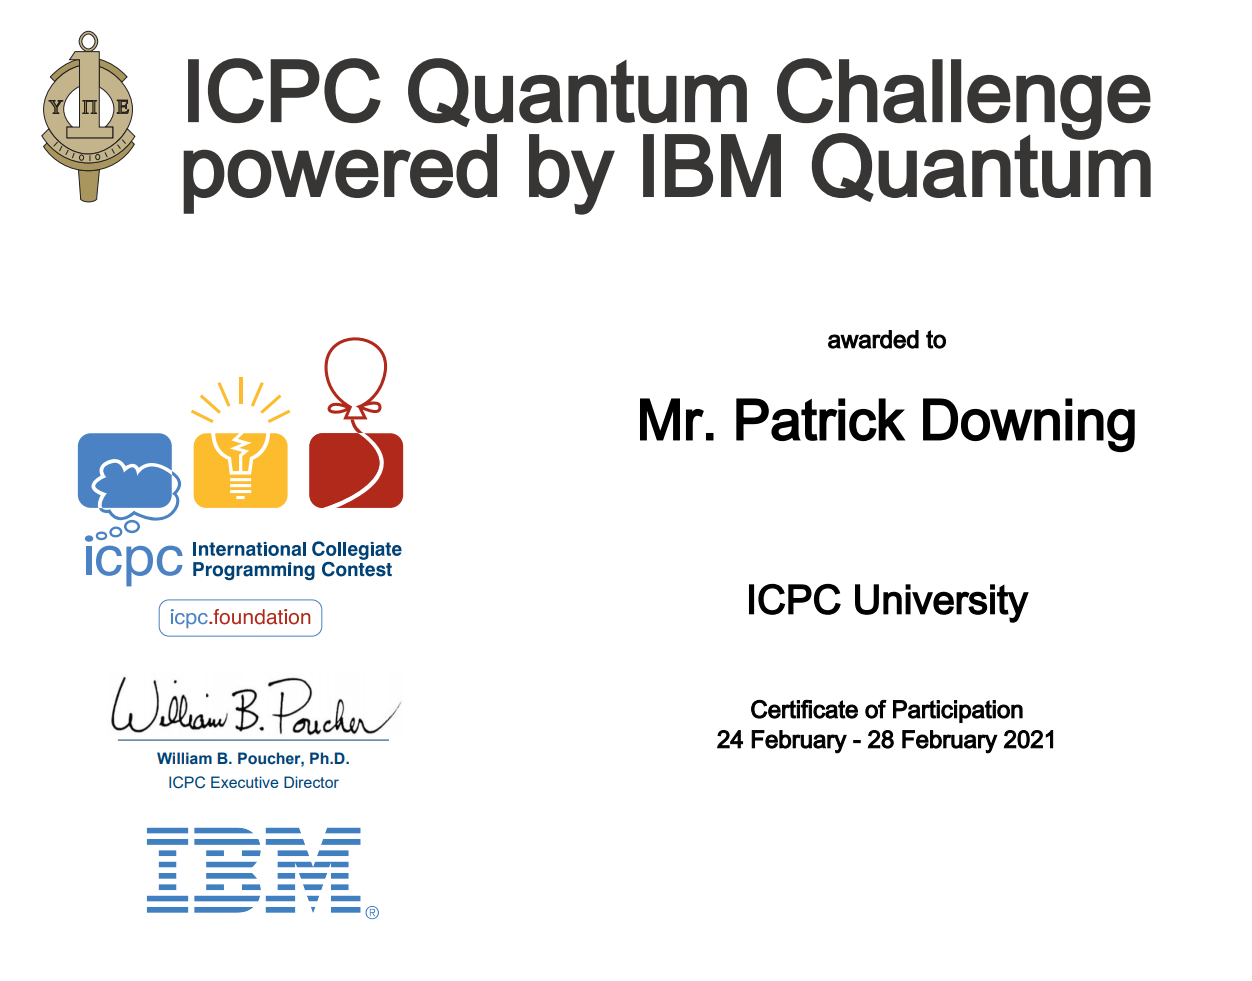 Υ Π Ε
ICPC Quantum Challenge
powered by IBM Quantum
awarded to
Mr. Patrick Downing
icpc International Collegiate
Programming Contest
icpc.foundation
ICPC University
William B. Poucher
William B. Poucher, Ph.D.
ICPC Executive Director
Certificate of Participation
24 February - 28 February 2021
IBM®